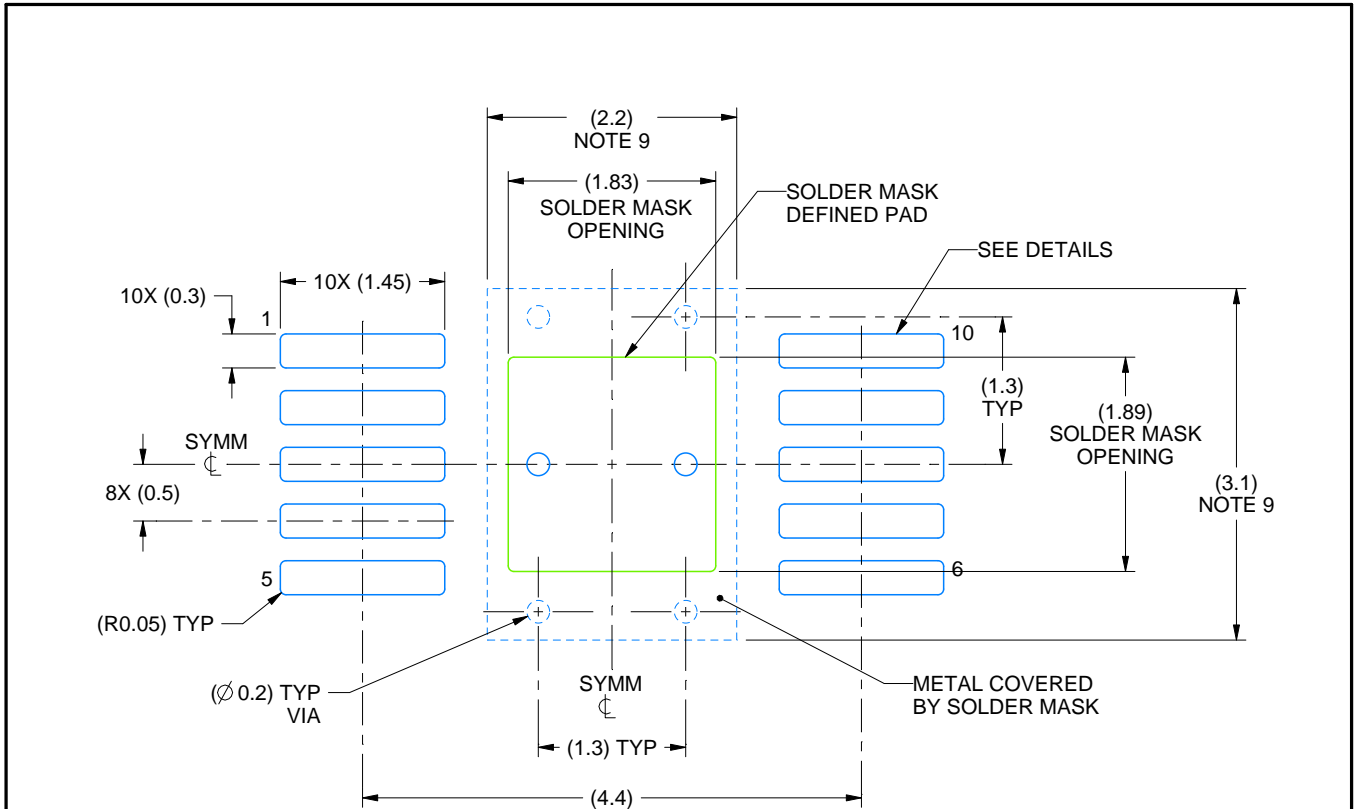 (2.2)
NOTE 9
(1.83)
SOLDER MASK
OPENING
SOLDER MASK
DEFINED PAD
SEE DETAILS
10X (1.45)
10X (0.3)
1
10
(1.3)
TYP
(1.89)
SOLDER MASK
OPENING
SYMM
℄
8X (0.5)
(3.1)
NOTE 9
5
6
(R0.05) TYP
(∅ 0.2) TYP
VIA
SYMM
℄
METAL COVERED
BY SOLDER MASK
(1.3) TYP
(4.4)